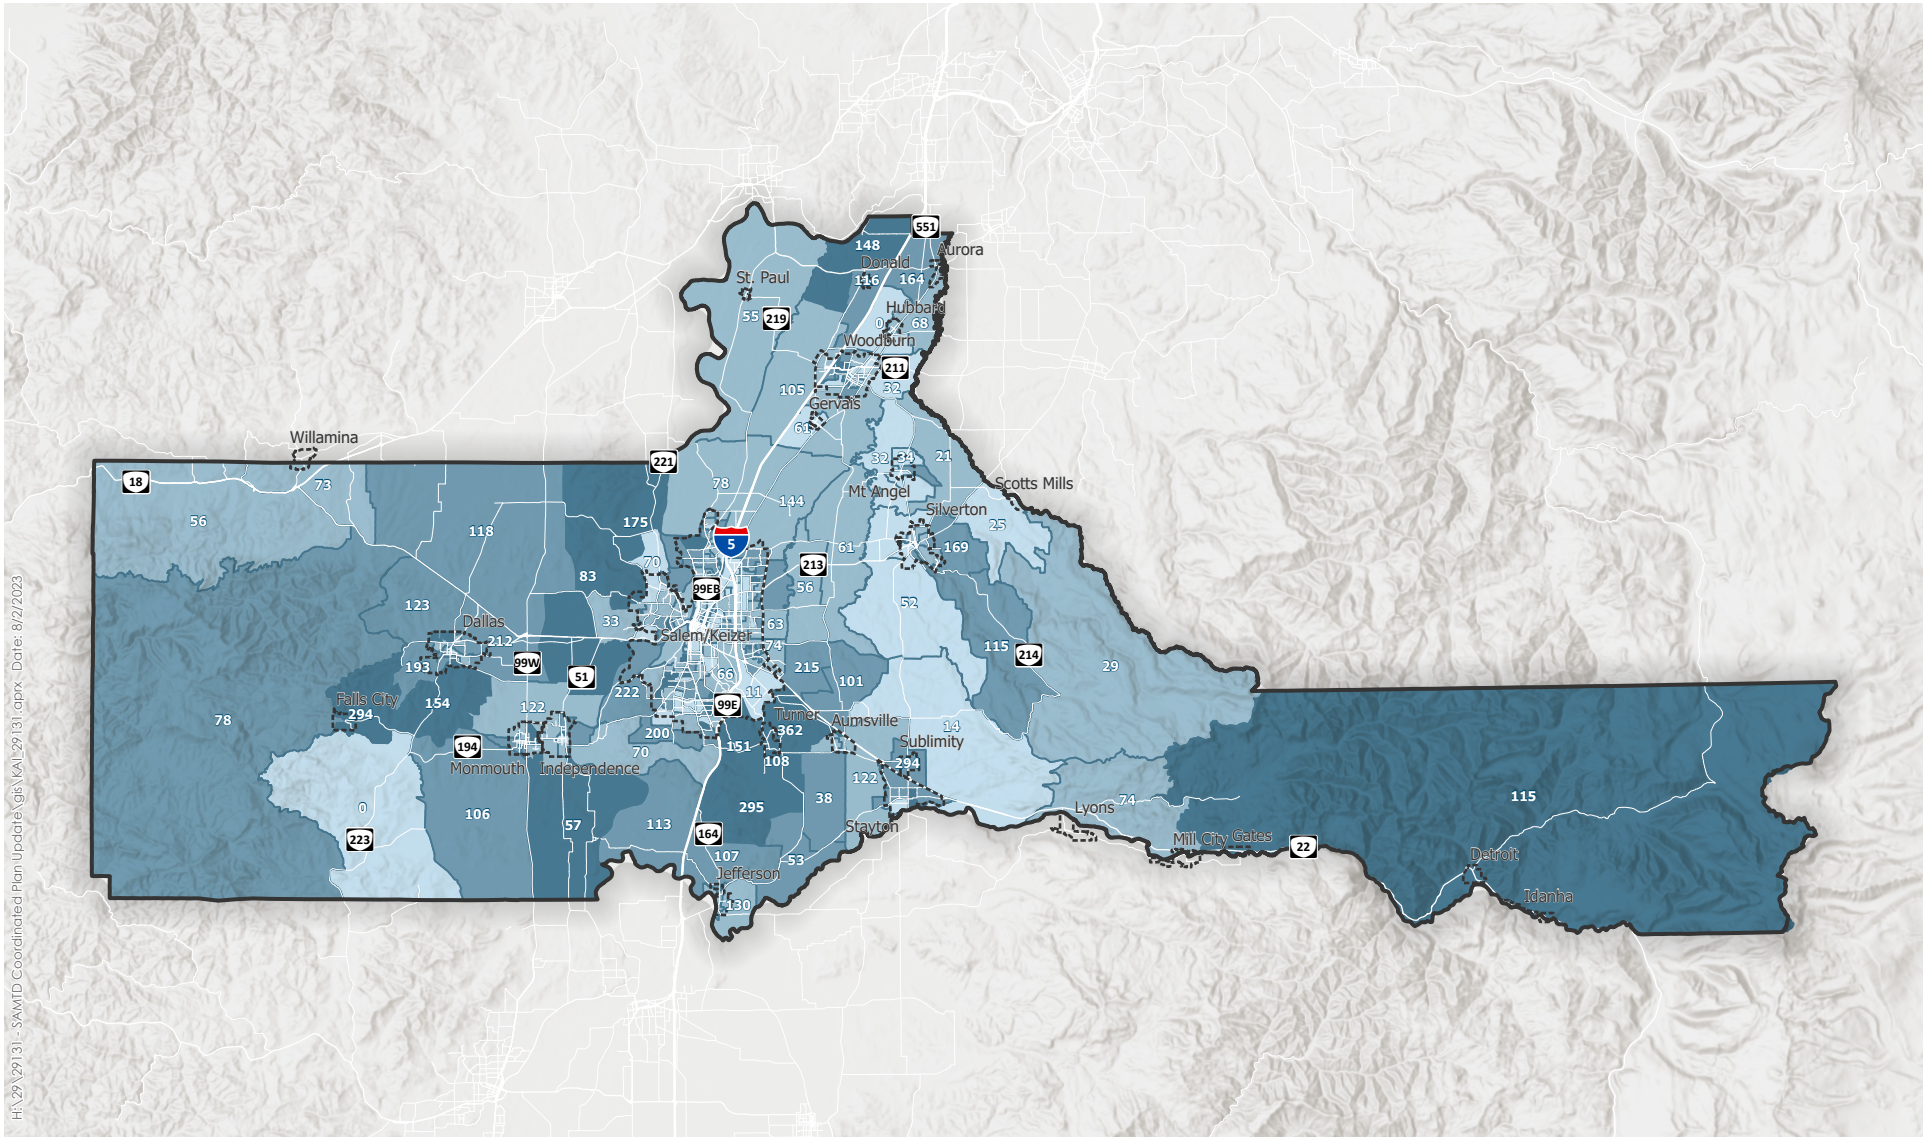 551
148
Aurora
Donald
St. Paul
116
164
Hubbard
55
219
0
68
Woodburn
211
32
105
Gervais
61
Willamina
221
32
34
21
18
73
78
Mt Angel
Scotts Mills
144
Silverton
56
175
25
118
5
61
169
70
213
83
99EB
56
123
52
33
Dallas
63
Salem/Keizer
212
74
115
214
99W
193
215
29
51
66
101
222
11
Falls City
154
294
122
99E
78
Turner
Aumsville
14
362
200
Sublimity
194
151
70
108
294
Monmouth
Independence
122
74
115
38
295
Lyons
0
106
57
113
Stayton
164
223
Mill City
Gates
22
107
53
Detroit
Jefferson
Idanha
130
H:\29\29131 - SAMTD Coordinated Plan Update\gis\KAI_29131.aprx Date: 8/2/2023